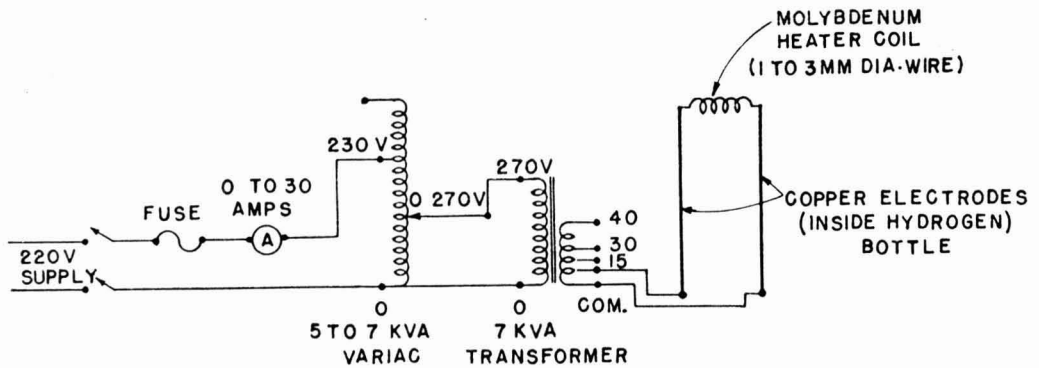 MOLYBDENUM
HEATER COIL
(1 TO 3MM DIA·WIRE)
230 V
270V
0 TO 30
AMPS
FUSE
A
0 270V
40
30
15
COPPER ELECTRODES
(INSIDE HYDROGEN)
BOTTLE
220V
SUPPLY
0
0
COM.
5 TO 7 KVA
VARIAC
7 KVA
TRANSFORMER